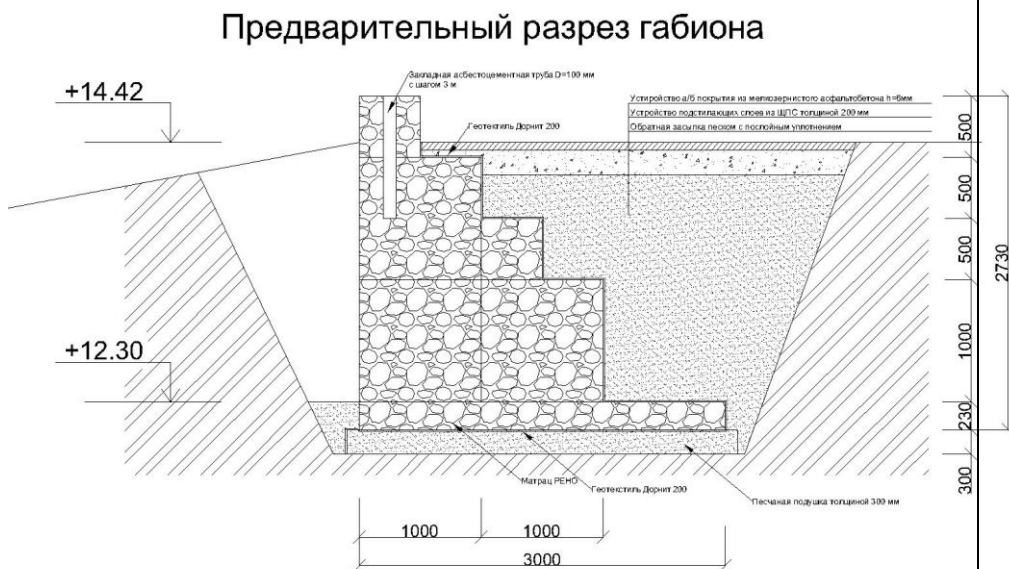 Предварительный разрез габиона
Закладная асбестоцементная труба D=100 мм
с шагом 3 м
+14.42
Устириство а/б покрытия из мелкозернистого асфальтобетона h=6мм
Устройство подстилающих слоев из ЩПС толщиной 200 мм
Обратная засыпка песком с послойным уплотнением
Геотекстиль Дорнит 200
500
500
500
2730
1000
+12.30
230
300
Матрац РЕНО
Геотекстиль Дорнит 200
Песчаная подушка толщиной 300 мм
1000
1000
3000